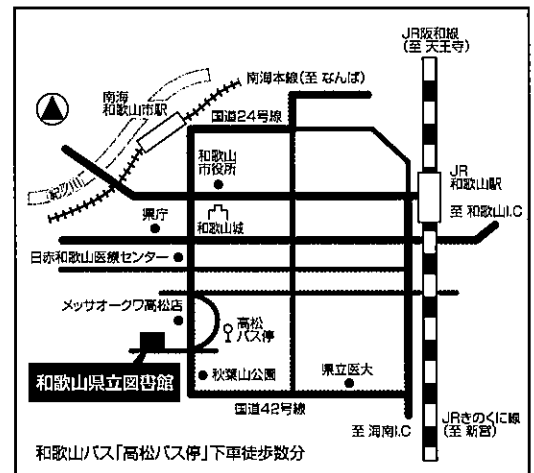 JR阪和線
(至 天王寺)
南海本線(至 なんば)
南海
和歌山市駅
国道24号線
紀ノ川
和歌山
市役所
JR
和歌山駅
至 和歌山I.C
県庁
和歌山城
日赤和歌山医療センター
メッサオークワ高松店
高松
バス停
和歌山県立図書館
秋葉山公園
県立医大
国道42号線
至 海南I.C
JRきのくに線
(至 新宮)
和歌山バス「高松バス停」下車徒歩数分